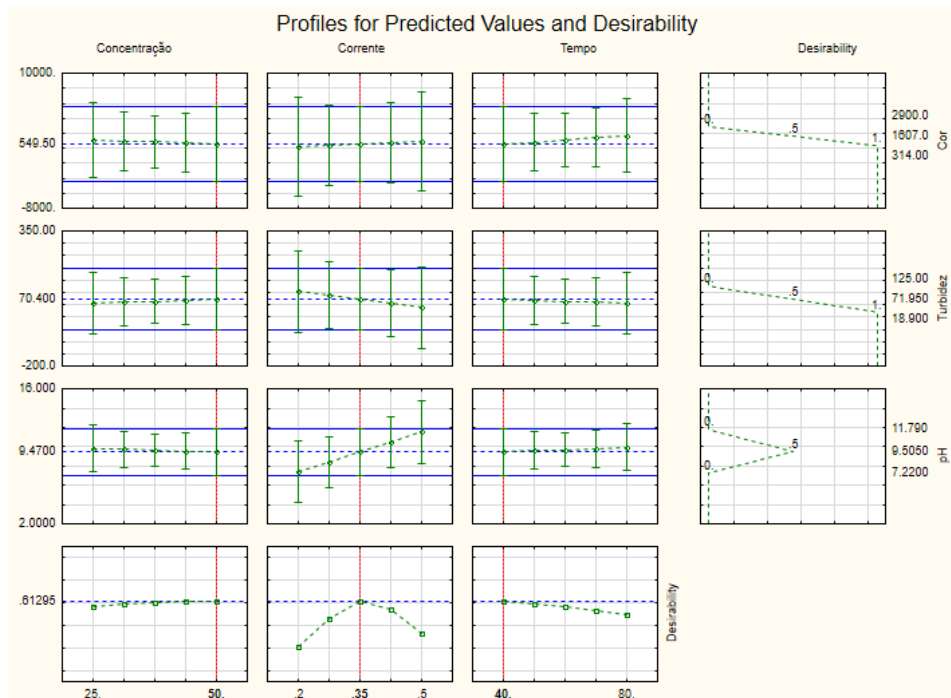 Profiles for Predicted Values and Desirability
Concentração Corrente Tempo Desirability
10000.
549.50
-8000.
0. .5 1.
2900.0
1607.0
314.00
Cor
350.00
70.400
-200.0
0. .5 1.
125.00
71.950
18.900
Turbidez
16.000
9.4700
2.0000
0. .5 0.
11.790
9.5050
7.2200
pH
.61295
Desirability
25. 50. .2 .35 .5 40. 80.